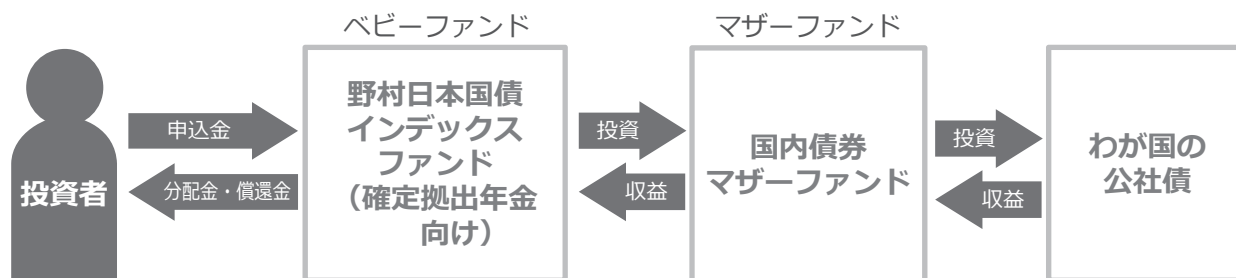 ベビーファンド
マザーファンド
投資者
申込金
分配金・償還金
野村日本国債
インデックス
ファンド
（確定拠出年金
向け）
投資
収益
国内債券
マザーファンド
投資
収益
わが国の
公社債